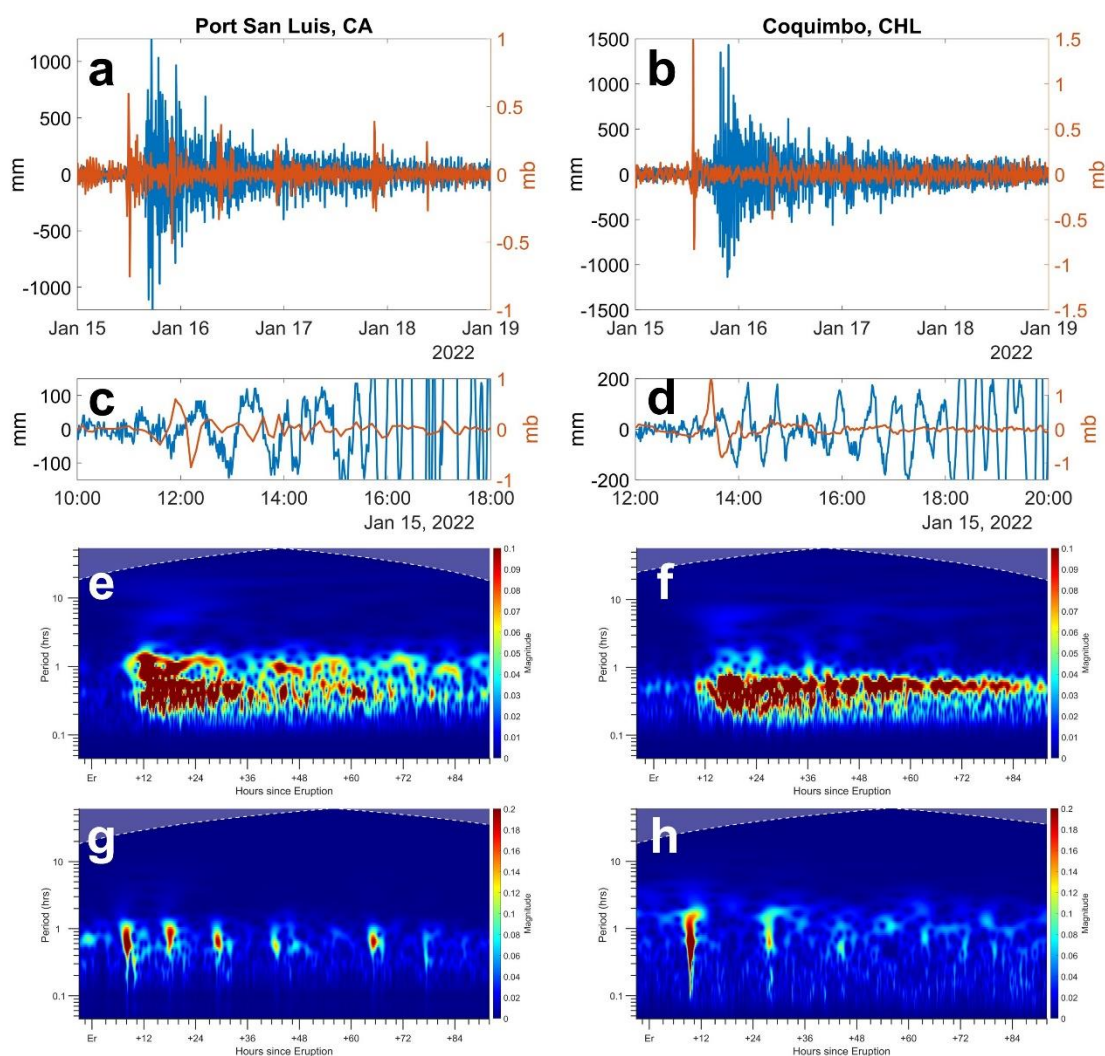 Port San Luis, CA
Coquimbo, CHL
a
mm
1000
500
0
-500
-1000
1
0.5
0
-0.5
-1
mb
Jan 15
Jan 16
Jan 17
Jan 18
Jan 19
2022
b
mm
1500
1000
500
0
-500
-1000
-1500
1.5
1
0.5
0
-0.5
-1
-1.5
mb
Jan 15
Jan 16
Jan 17
Jan 18
Jan 19
2022
c
mm
100
0
-100
1
0
-1
mb
10:00
12:00
14:00
16:00
18:00
Jan 15, 2022
d
mm
200
0
-200
1
0
-1
mb
12:00
14:00
16:00
18:00
20:00
Jan 15, 2022
e
Period (hrs)
10
1
0.1
Er
+12
+24
+36
+48
+60
+72
+84
Hours since Eruption
0.1
0.09
0.08
0.07
0.06
0.05
0.04
0.03
0.02
0.01
0
Magnitude
f
Period (hrs)
10
1
0.1
Er
+12
+24
+36
+48
+60
+72
+84
Hours since Eruption
0.1
0.09
0.08
0.07
0.06
0.05
0.04
0.03
0.02
0.01
0
Magnitude
g
Period (hrs)
10
1
0.1
Er
+12
+24
+36
+48
+60
+72
+84
Hours since Eruption
0.2
0.18
0.16
0.14
0.12
0.1
0.08
0.06
0.04
0.02
0
Magnitude
h
Period (hrs)
10
1
0.1
Er
+12
+24
+36
+48
+60
+72
+84
Hours since Eruption
0.2
0.18
0.16
0.14
0.12
0.1
0.08
0.06
0.04
0.02
0
Magnitude